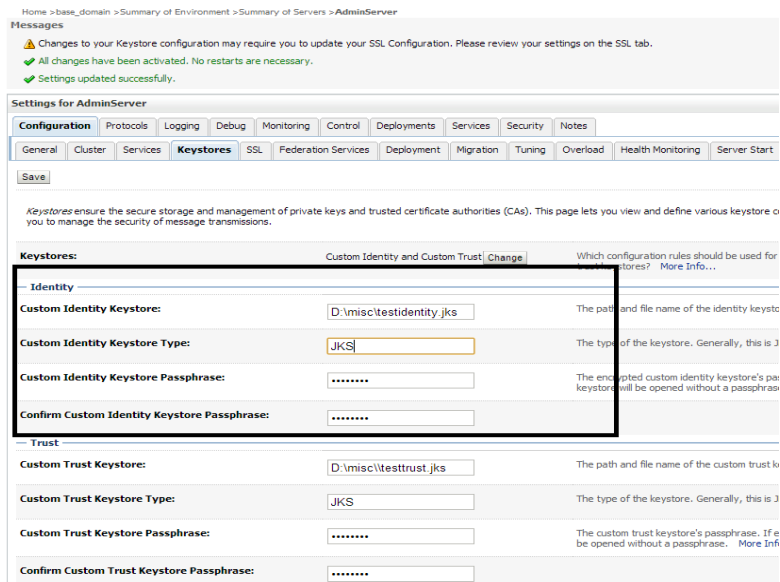 Home >base_domain >Summary of Environment >Summary of Servers >AdminServer
Messages
Changes to your Keystore configuration may require you to update your SSL Configuration. Please review your settings on the SSL tab.
All changes have been activated. No restarts are necessary.
Settings updated successfully.
Settings for AdminServer
Configuration Protocols Logging Debug Monitoring Control Deployments Services Security Notes
General Cluster Services Keystores SSL Federation Services Deployment Migration Tuning Overload Health Monitoring Server Start
Save
Keystores ensure the secure storage and management of private keys and trusted certificate authorities (CAs). This page lets you view and define various keystore
you to manage the security of message transmissions.
Keystores: Custom Identity and Custom Trust Change Which configuration rules should be used for
stores? More Info...
Identity
Custom Identity Keystore: D:\misc\testidentity.jks The path and file name of the identity keysto
Custom Identity Keystore Type: JKS The type of the keystore. Generally, this is J
Custom Identity Keystore Passphrase: •••••••• The encrypted custom identity keystore's pas
keystore will be opened without a passphrase
Confirm Custom Identity Keystore Passphrase: ••••••••
Trust
Custom Trust Keystore: D:\misc\\testtrust.jks The path and file name of the custom trust k
Custom Trust Keystore Type: JKS The type of the keystore. Generally, this is J
Custom Trust Keystore Passphrase: •••••••• The custom trust keystore's passphrase. If e
be opened without a passphrase. More Inf
Confirm Custom Trust Keystore Passphrase: ••••••••